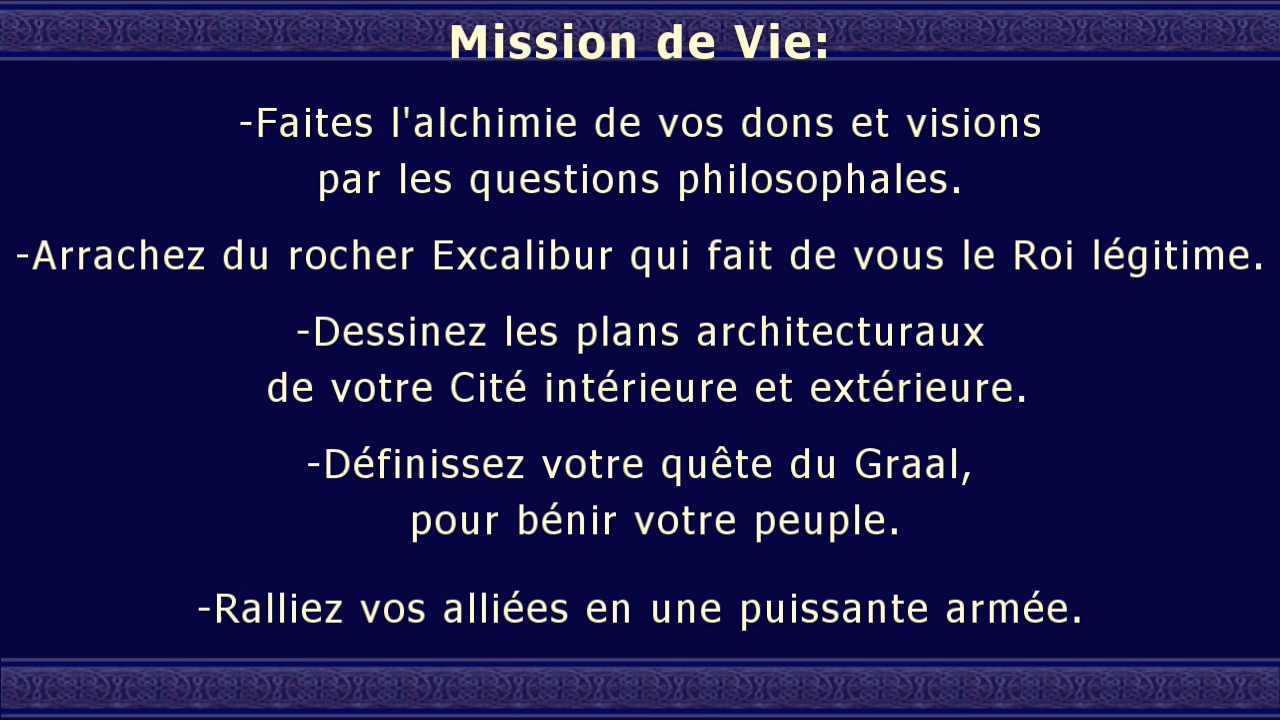 Mission de Vie:
-Faites l'alchimie de vos dons et visions
par les questions philosophales.
-Arrachez du rocher Excalibur qui fait de vous le Roi légitime.
-Dessinez les plans architecturaux
de votre Cité intérieure et extérieure.
-Définissez votre quête du Graal,
pour bénir votre peuple.
-Ralliez vos alliées en une puissante armée.